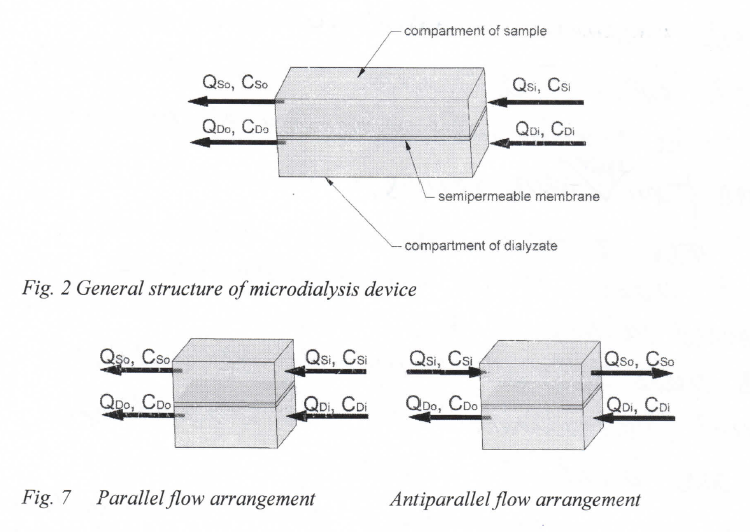 compartment of sample
QSo, CSo QSi, CSi
QDo, CDo QDi, CDi
semipermeable membrane
compartment of dialyzate
Fig. 2 General structure of microdialysis device
QSo, CSo QSi, CSi QSi, CSi QSo, CSo
QDo, CDo QDi, CDi QDo, CDo QDi, CDi
Fig. 7 Parallel flow arrangement Antiparallel flow arrangement